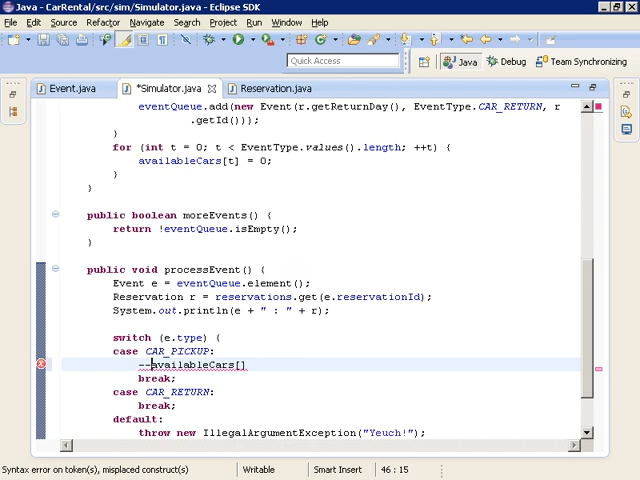 Java - CarRental/src/sim/Simulator.java - Eclipse SDK
File Edit Source Refactor Navigate Search Project Run Window Help
Quick Access
Java Debug Team Synchronizing
Event.java *Simulator.java Reservation.java
eventQueue.add(new Event(r.getReturnDay(), EventType.CAR_RETURN, r
.getId()));
}
for (int t = 0; t < EventType.values().length; ++t) {
availableCars[t] = 0;
}
}
public boolean moreEvents() {
return !eventQueue.isEmpty();
}
public void processEvent() {
Event e = eventQueue.element();
Reservation r = reservations.get(e.reservationId);
System.out.println(e + " : " + r);
switch (e.type) {
case CAR_PICKUP:
--availableCars[]
break;
case CAR_RETURN:
break;
default:
throw new IllegalArgumentException("Yeuch!");
Syntax error on token(s), misplaced construct(s) Writable Smart Insert 46 : 15